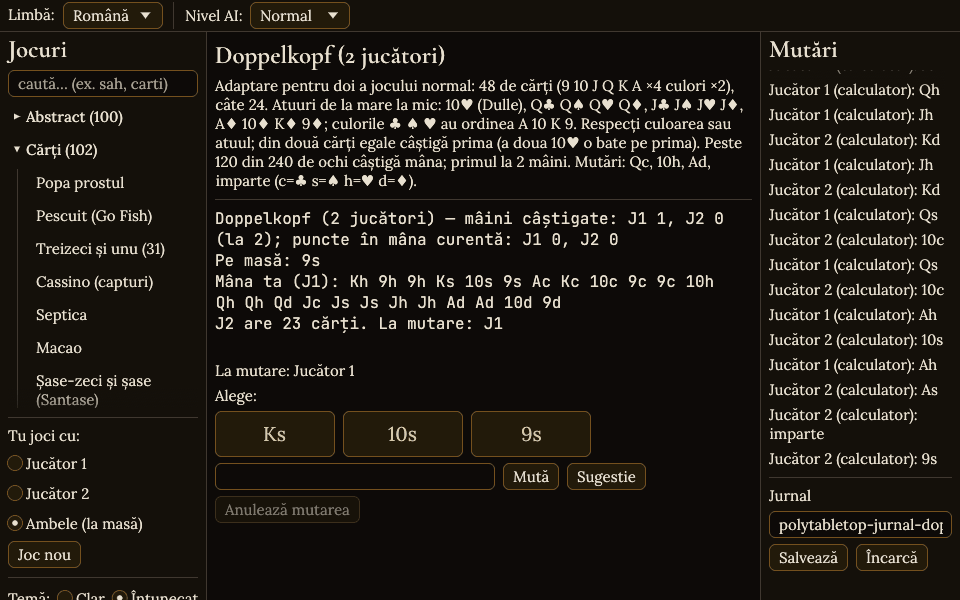 Limbă: Română ▼ Nivel AI: Normal ▼
Jocuri
caută... (ex. sah, carti)
▸ Abstract (100)
▾ Cărți (102)
Popa prostul
Pescuit (Go Fish)
Treizeci și unu (31)
Cassino (capturi)
Septica
Macao
Șase-zeci și șase
(Santase)
Tu joci cu:
Jucător 1
Jucător 2
Ambele (la masă)
Joc nou
Temă: Clar Întunecat
Doppelkopf (2 jucători)
Adaptare pentru doi a jocului normal: 48 de cărți (9 10 J Q K A ×4 culori ×2),
câte 24. Atuuri de la mare la mic: 10♥ (Dulle), Q♣ Q♠ Q♥ Q♦, J♣ J♠ J♥ J♦,
A♦ 10♦ K♦ 9♦; culorile ♣ ♠ ♥ au ordinea A 10 K 9. Respecți culoarea sau
atuul; din două cărți egale câștigă prima (a doua 10♥ o bate pe prima). Peste
120 din 240 de ochi câștigă mâna; primul la 2 mâini. Mutări: Qc, 10h, Ad,
imparte (c=♣ s=♠ h=♥ d=♦).
Doppelkopf (2 jucători) — mâini câștigate: J1 1, J2 0
(la 2); puncte în mâna curentă: J1 0, J2 0
Pe masă: 9s
Mâna ta (J1): Kh 9h 9h Ks 10s 9s Ac Kc 10c 9c 9c 10h
Qh Qh Qd Jc Js Js Jh Jh Ad Ad 10d 9d
J2 are 23 cărți. La mutare: J1
La mutare: Jucător 1
Alege:
Ks 10s 9s
Mută Sugestie
Anulează mutarea
Mutări
Jucător 2 (calculator): Qh
Jucător 1 (calculator): Jh
Jucător 2 (calculator): Kd
Jucător 1 (calculator): Jh
Jucător 2 (calculator): Kd
Jucător 1 (calculator): Qs
Jucător 2 (calculator): 10c
Jucător 1 (calculator): Qs
Jucător 2 (calculator): 10c
Jucător 1 (calculator): Ah
Jucător 2 (calculator): 10s
Jucător 1 (calculator): Ah
Jucător 2 (calculator): As
Jucător 2 (calculator):
imparte
Jucător 2 (calculator): 9s
Jurnal
polytabletop-jurnal-dop
Salvează Încarcă